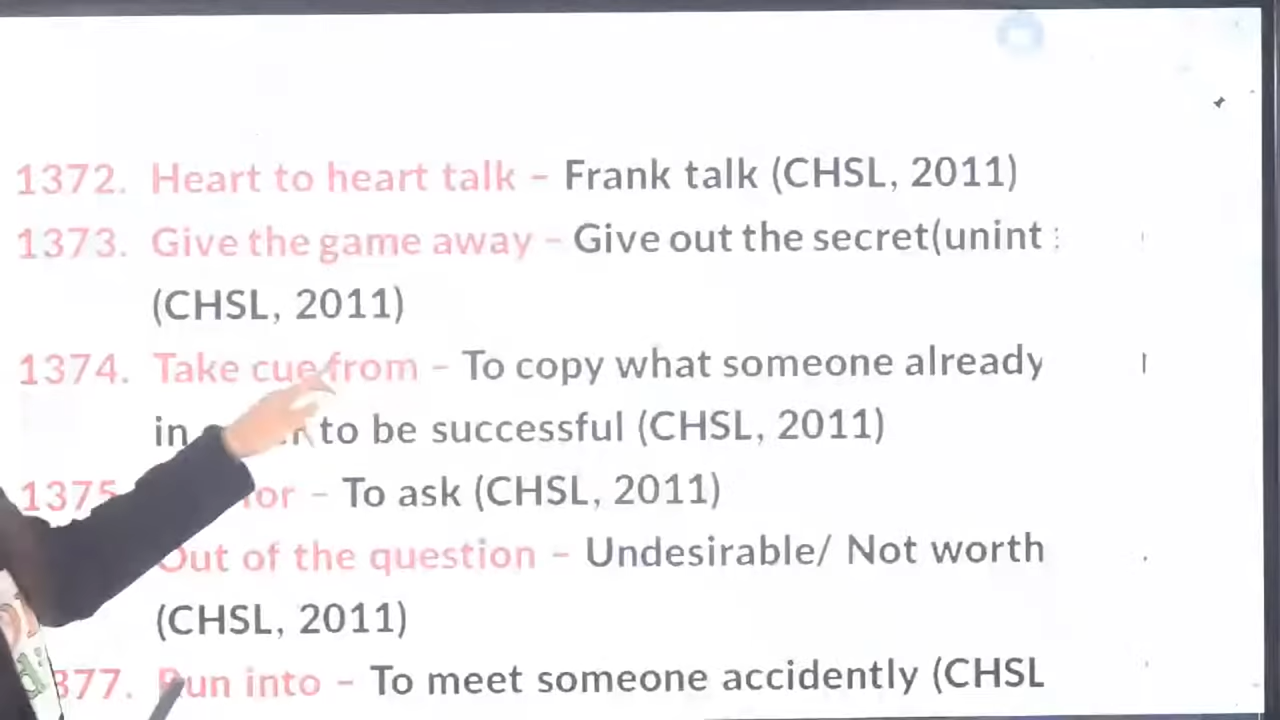 1372. Heart to heart talk – Frank talk (CHSL, 2011)
1373. Give the game away – Give out the secret(unint
(CHSL, 2011)
1374. Take cue from – To copy what someone already
in to be successful (CHSL, 2011)
1375 – To ask (CHSL, 2011)
Out of the question – Undesirable/ Not worth
(CHSL, 2011)
377. Run into – To meet someone accidently (CHSL